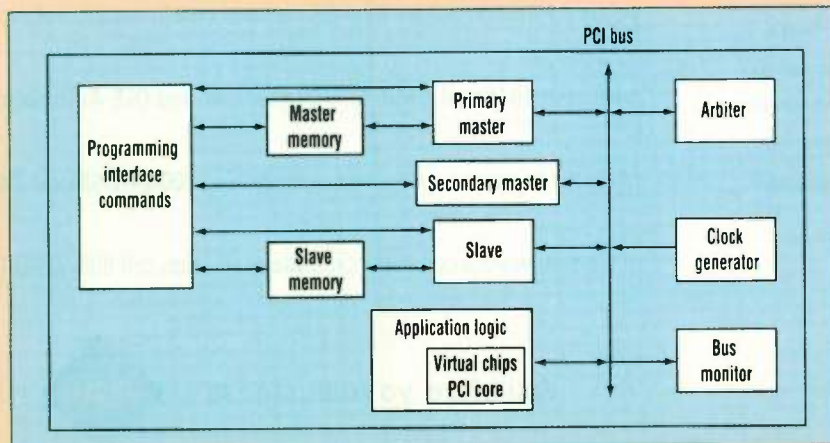 PCI bus
Programming
interface
commands
Master
memory
Primary
master
Arbiter
Secondary master
Slave
memory
Slave
Clock
generator
Application logic
Virtual chips
PCI core
Bus
monitor